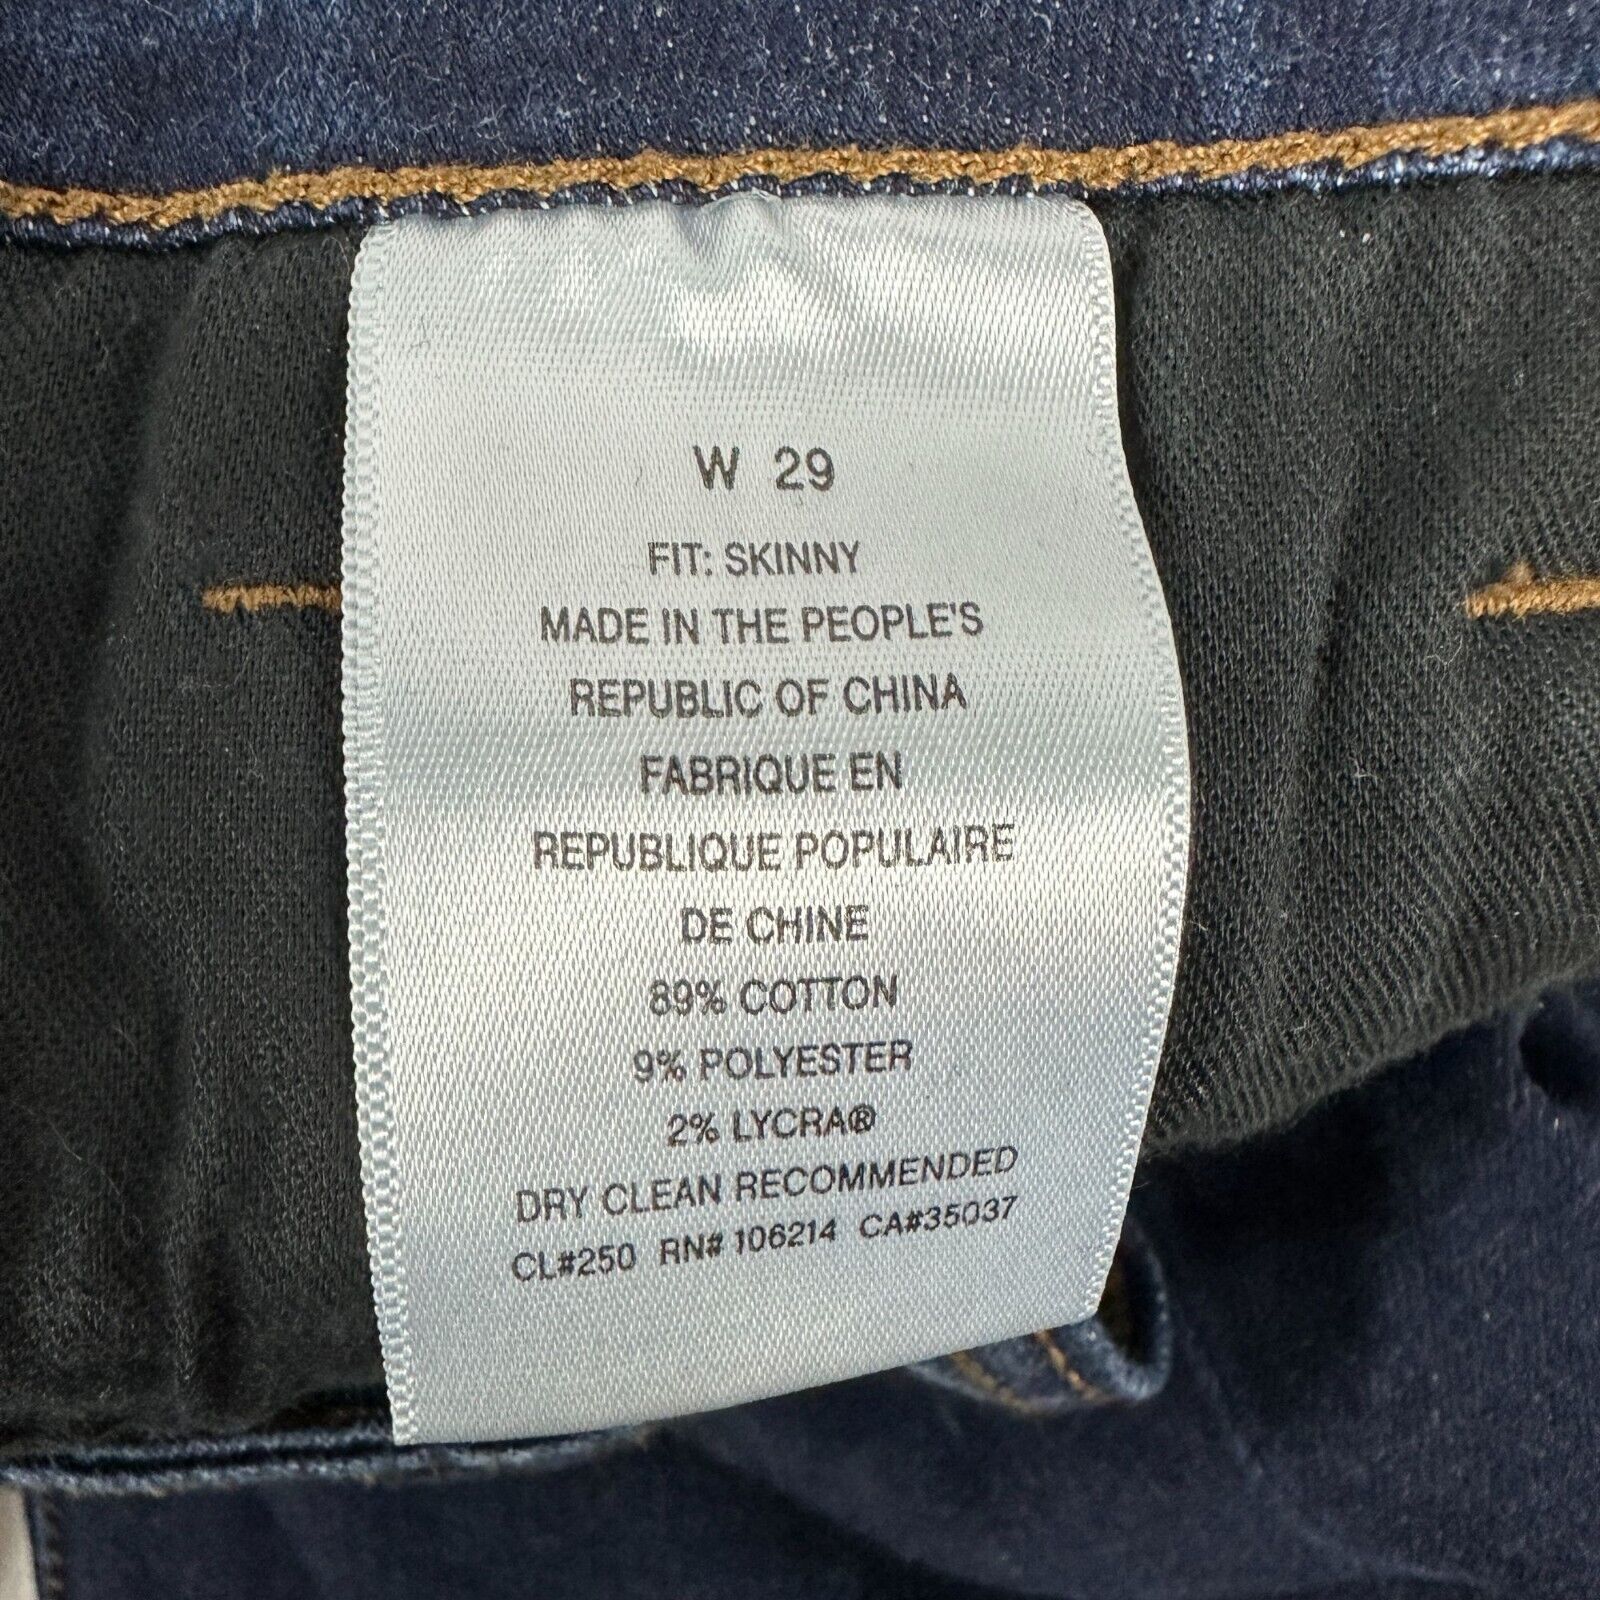 W 29
FIT: SKINNY
MADE IN THE PEOPLE'S
REPUBLIC OF CHINA
FABRIQUE EN
REPUBLIQUE POPULAIRE
DE CHINE
89% COTTON
9% POLYESTER
2% LYCRA®
DRY CLEAN RECOMMENDED
CL#250 RN# 106214 CA#35037